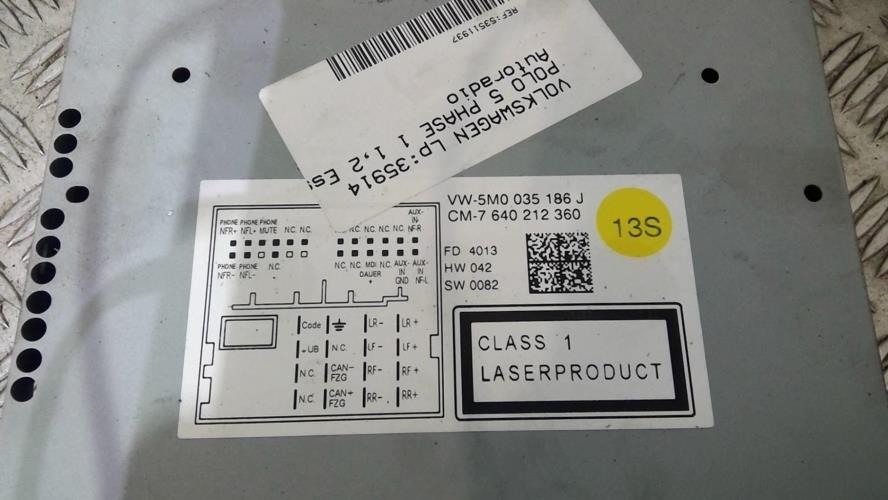 REF:5351937
VOLKSWAGEN Lp:35914
POLO 5 PHASE 1 1,2 Es
Autoradio
VW-5M0 035 186 J
CM-7 640 212 360
13S
FD 4013
HW 042
SW 0082
CLASS 1
LASERPRODUCT
PHONE PHONE PHONE
NFR+ NFL+ MUTE N.C. N.C.
PHONE PHONE N.C.
NFR- NFL-
N.C. N.C. N.C. AUX-
IN-
NF-R
N.C. N.C. MDI N.C. AUX- AUX-
DAUER IN IN
+ GND NF-L
Code LR- LR+
+UB N.C. LF- LF+
N.C. CAN- RF- RF+
FZG
N.C. CAN+ RR- RR+
FZG